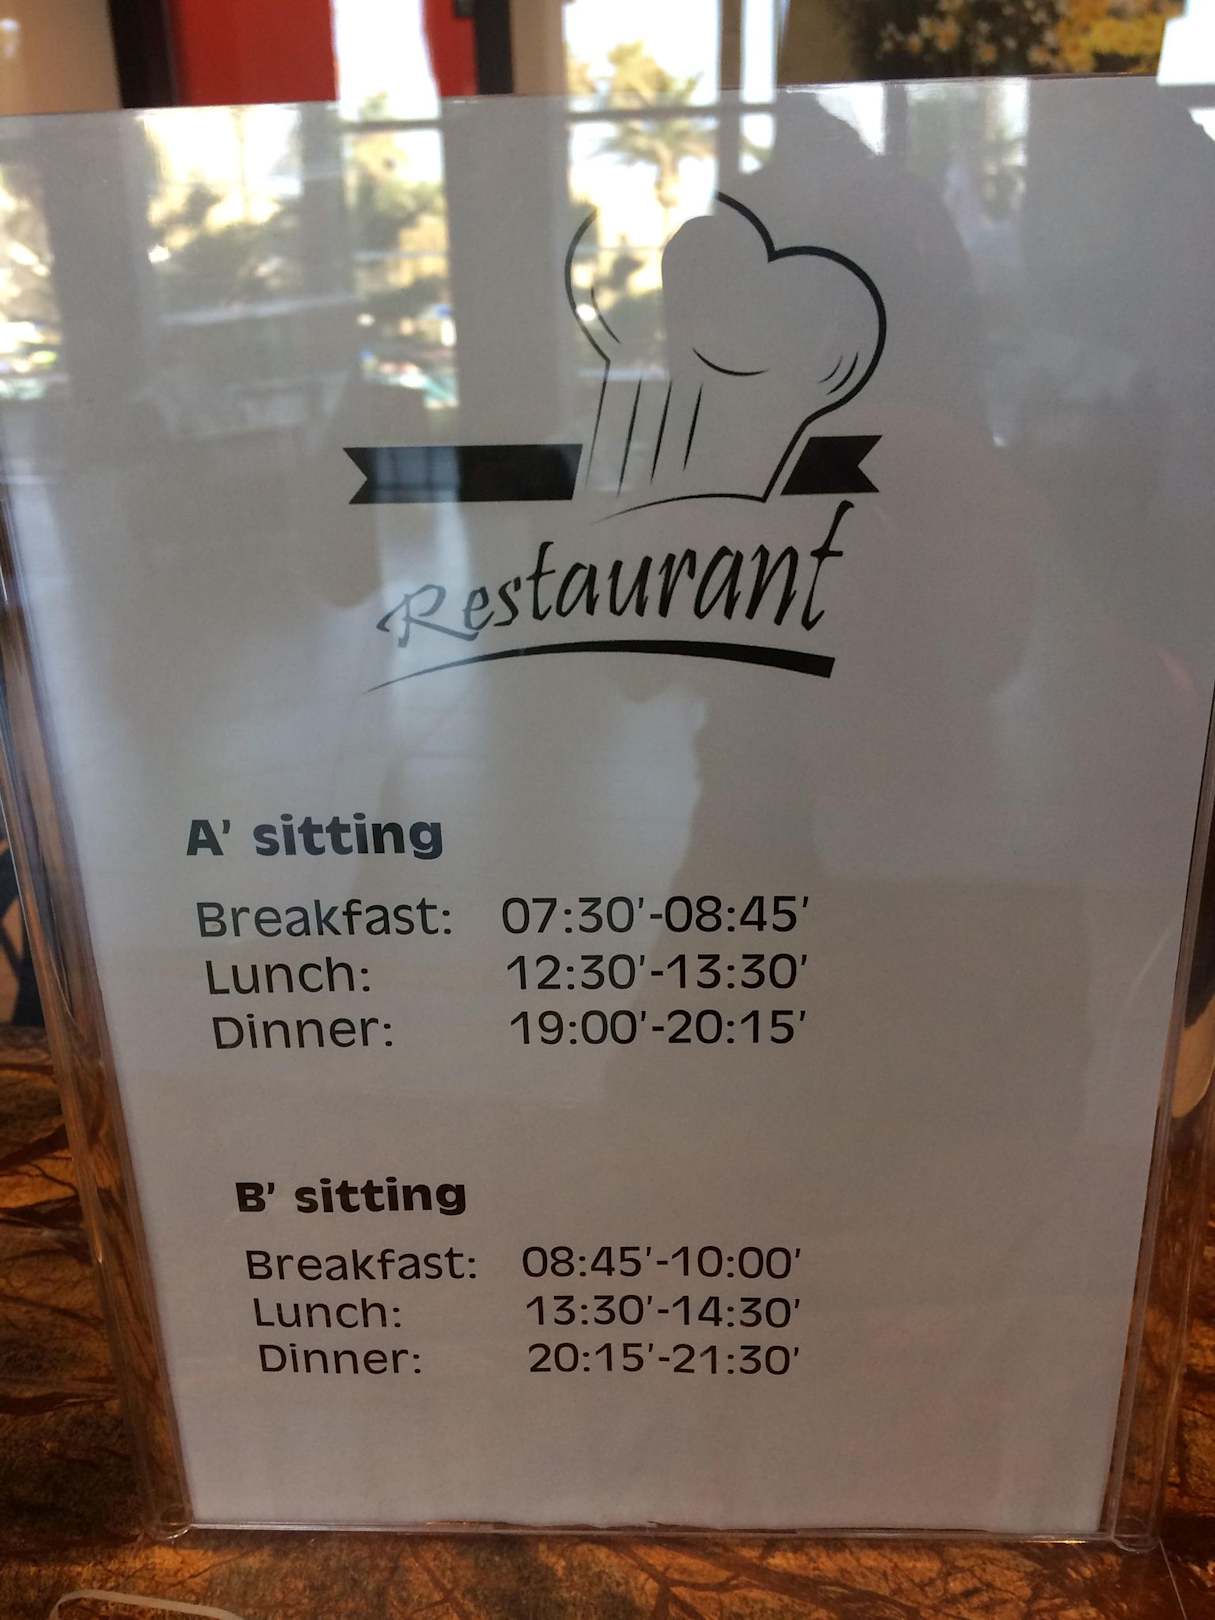 Restaurant
A' sitting
Breakfast: 07:30'-08:45'
Lunch: 12:30'-13:30'
Dinner: 19:00'-20:15'
B' sitting
Breakfast: 08:45'-10:00'
Lunch: 13:30'-14:30'
Dinner: 20:15'-21:30'